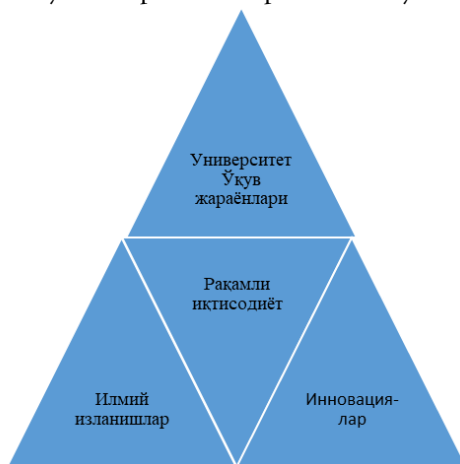 Университет
Ўқув
жараёнлари
Рақамли
иқтисодиёт
Илмий
изланишлар
Инновация-
лар